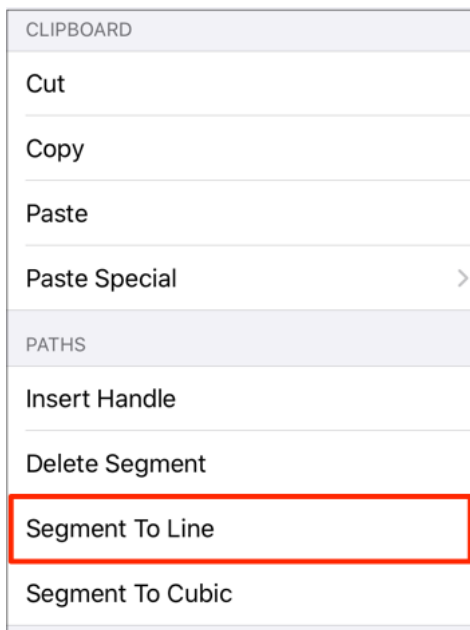 CLIPBOARD
Cut
Copy
Paste
Paste Special
PATHS
Insert Handle
Delete Segment
Segment To Line
Segment To Cubic